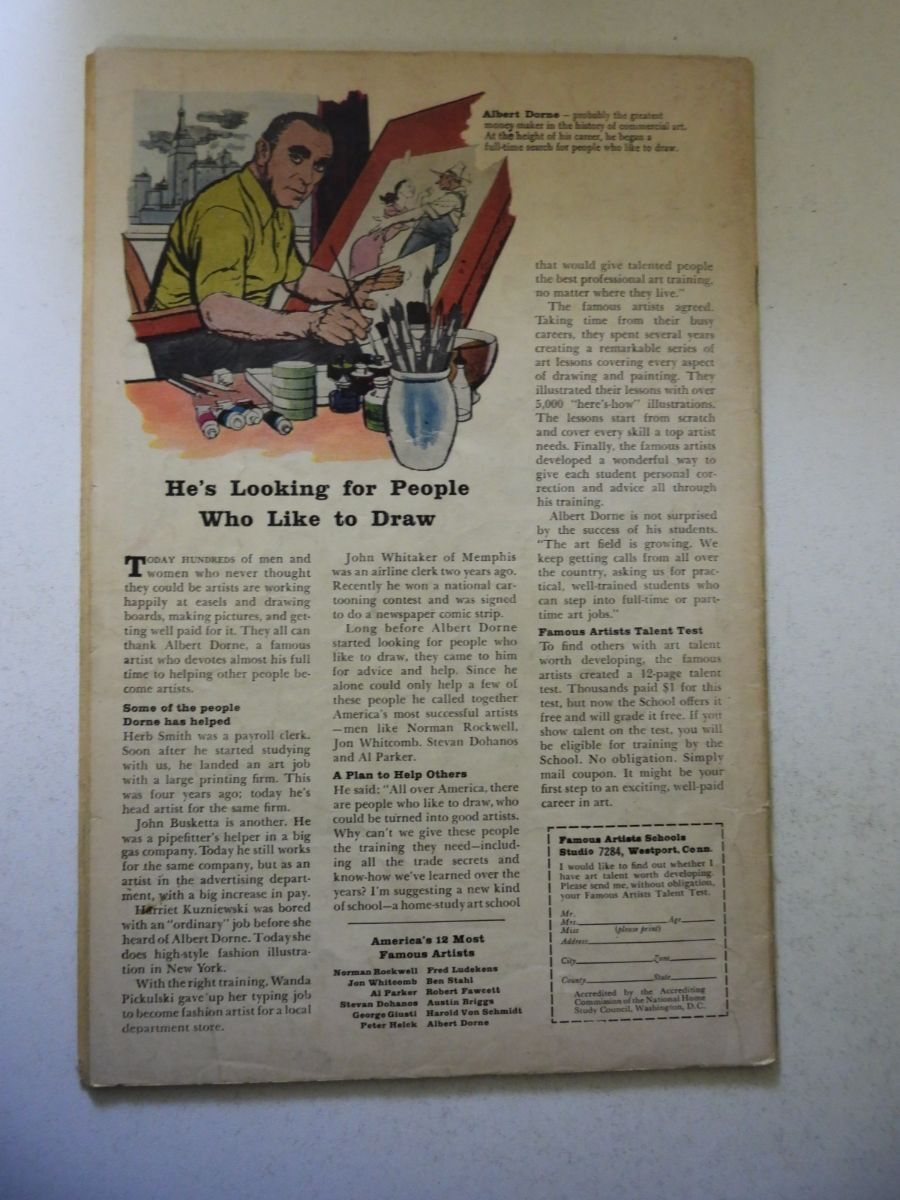 Albert Dorne – probably the greatest
money-maker in the history of commercial art.
At the height of his career, he began a
full-time search for people who like to draw.
He's Looking for People
Who Like to Draw
TODAY HUNDREDS of men and
women who never thought
they could be artists are working
happily at easels and drawing
boards, making pictures, and get-
ting well paid for it. They all can
thank Albert Dorne, a famous
artist who devotes almost his full
time to helping other people be-
come artists.
Some of the people
Dorne has helped
Herb Smith was a payroll clerk.
Soon after he started studying
with us, he landed an art job
with a large printing firm. This
was four years ago; today he's
head artist for the same firm.
John Busketta is another. He
was a pipefitter's helper in a big
gas company. Today he still works
for the same company, but as an
artist in the advertising depart-
ment, with a big increase in pay.
Harriet Kuzniewski was bored
with an "ordinary" job before she
heard of Albert Dorne. Today she
does high-style fashion illustra-
tion in New York.
With the right training, Wanda
Pickulski gave up her typing job
to become fashion artist for a local
department store.
John Whitaker of Memphis
was an airline clerk two years ago.
Recently he won a national car-
tooning contest and was signed
to do a newspaper comic strip.
Long before Albert Dorne
started looking for people who
like to draw, they came to him
for advice and help. Since he
alone could only help a few of
these people he called together
America's most successful artists
—men like Norman Rockwell,
Jon Whitcomb. Stevan Dohanos
and Al Parker.
A Plan to Help Others
He said: "All over America, there
are people who like to draw, who
could be turned into good artists.
Why can't we give these people
the training they need—includ-
ing all the trade secrets and
know-how we've learned over the
years? I'm suggesting a new kind
of school—a home-study art school
America's 12 Most
Famous Artists
Norman Rockwell Fred Ludekens
Jon Whitcomb Ben Stahl
Al Parker Robert Fawcett
Stevan Dohanos Austin Briggs
George Giusti Harold Von Schmidt
Peter Helck Albert Dorne
that would give talented people
the best professional art training,
no matter where they live."
The famous artists agreed.
Taking time from their busy
careers, they spent several years
creating a remarkable series of
art lessons covering every aspect
of drawing and painting. They
illustrated their lessons with over
5,000 "here's-how" illustrations.
The lessons start from scratch
and cover every skill a top artist
needs. Finally, the famous artists
developed a wonderful way to
give each student personal cor-
rection and advice all through
his training.
Albert Dorne is not surprised
by the success of his students.
"The art field is growing. We
keep getting calls from all over
the country, asking us for prac-
tical, well-trained students who
can step into full-time or part-
time art jobs."
Famous Artists Talent Test
To find others with art talent
worth developing, the famous
artists created a 12-page talent
test. Thousands paid $1 for this
test, but now the School offers it
free and will grade it free. If you
show talent on the test, you will
be eligible for training by the
School. No obligation. Simply
mail coupon. It might be your
first step to an exciting, well-paid
career in art.
Famous Artists Schools
Studio 7284, Westport, Conn.
I would like to find out whether I
have art talent worth developing.
Please send me, without obligation,
your Famous Artists Talent Test.
Mr.
Mrs. Age
Miss (please print)
Address
City Zone
County State
Accredited by the Accrediting
Commission of the National Home
Study Council, Washington, D.C.